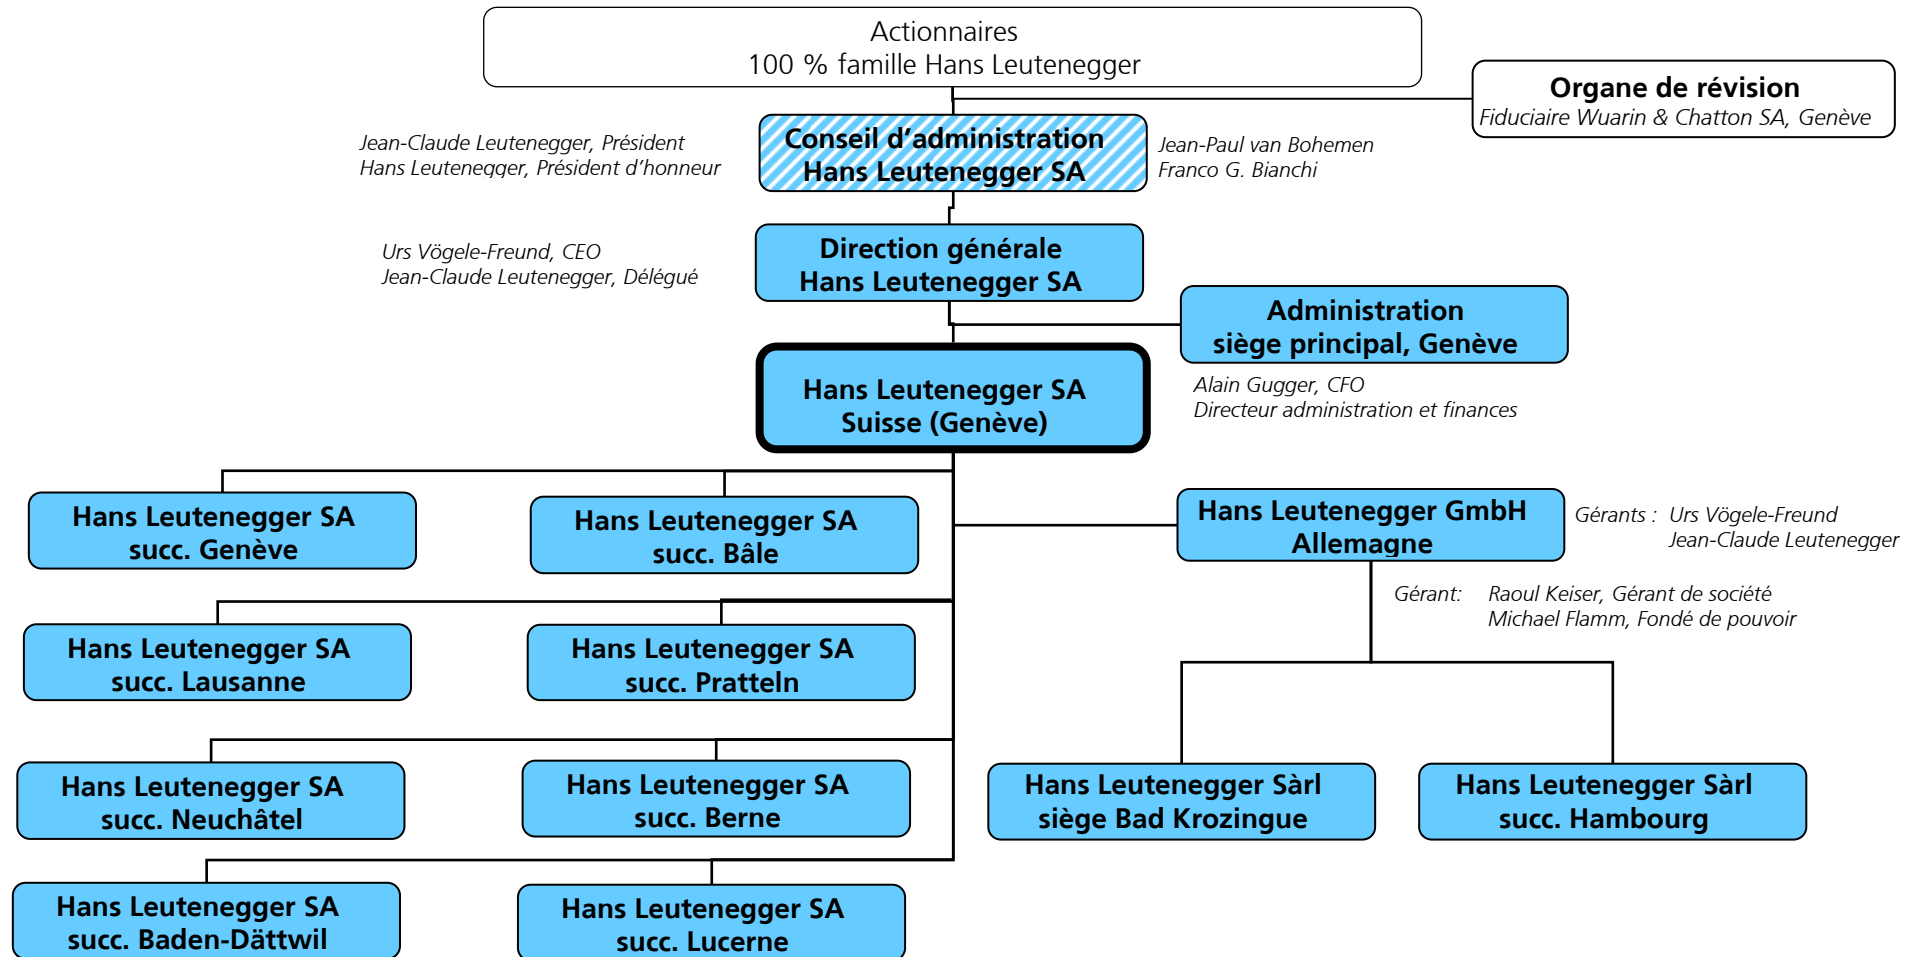 Actionnaires
100 % famille Hans Leutenegger
Organe de révision
Fiduciaire Wuarin & Chatton SA, Genève
Jean-Claude Leutenegger, Président
Hans Leutenegger, Président d’honneur
Conseil d’administration
Hans Leutenegger SA
Jean-Paul van Bohemen
Franco G. Bianchi
Urs Vögele-Freund, CEO
Jean-Claude Leutenegger, Délégué
Direction générale
Hans Leutenegger SA
Administration
siège principal, Genève
Alain Gugger, CFO
Directeur administration et finances
Hans Leutenegger SA
Suisse (Genève)
Hans Leutenegger SA
succ. Genève
Hans Leutenegger SA
succ. Bâle
Hans Leutenegger GmbH
Allemagne
Gérants : Urs Vögele-Freund
Jean-Claude Leutenegger
Gérant: Raoul Keiser, Gérant de société
Michael Flamm, Fondé de pouvoir
Hans Leutenegger SA
succ. Lausanne
Hans Leutenegger SA
succ. Pratteln
Hans Leutenegger SA
succ. Neuchâtel
Hans Leutenegger SA
succ. Berne
Hans Leutenegger Sàrl
siège Bad Krozingue
Hans Leutenegger Sàrl
succ. Hambourg
Hans Leutenegger SA
succ. Baden-Dättwil
Hans Leutenegger SA
succ. Lucerne